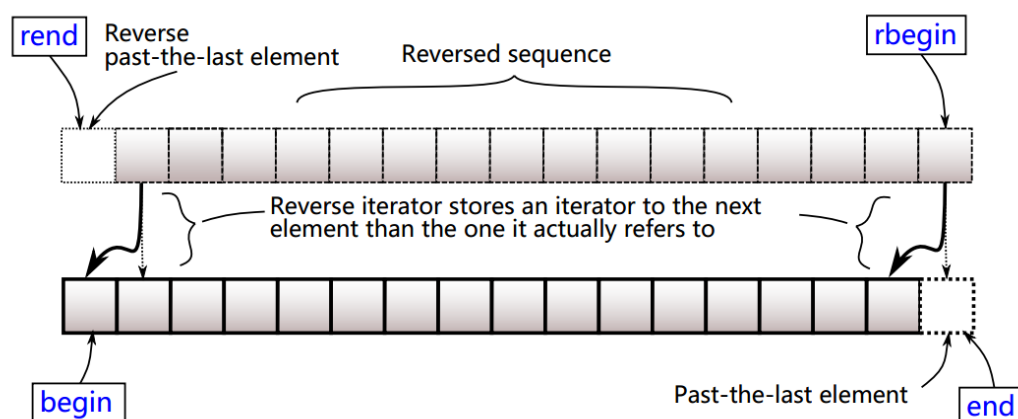 rend
Reverse
past-the-last element
Reversed sequence
rbegin
Reverse iterator stores an iterator to the next
element than the one it actually refers to
begin
Past-the-last element
end